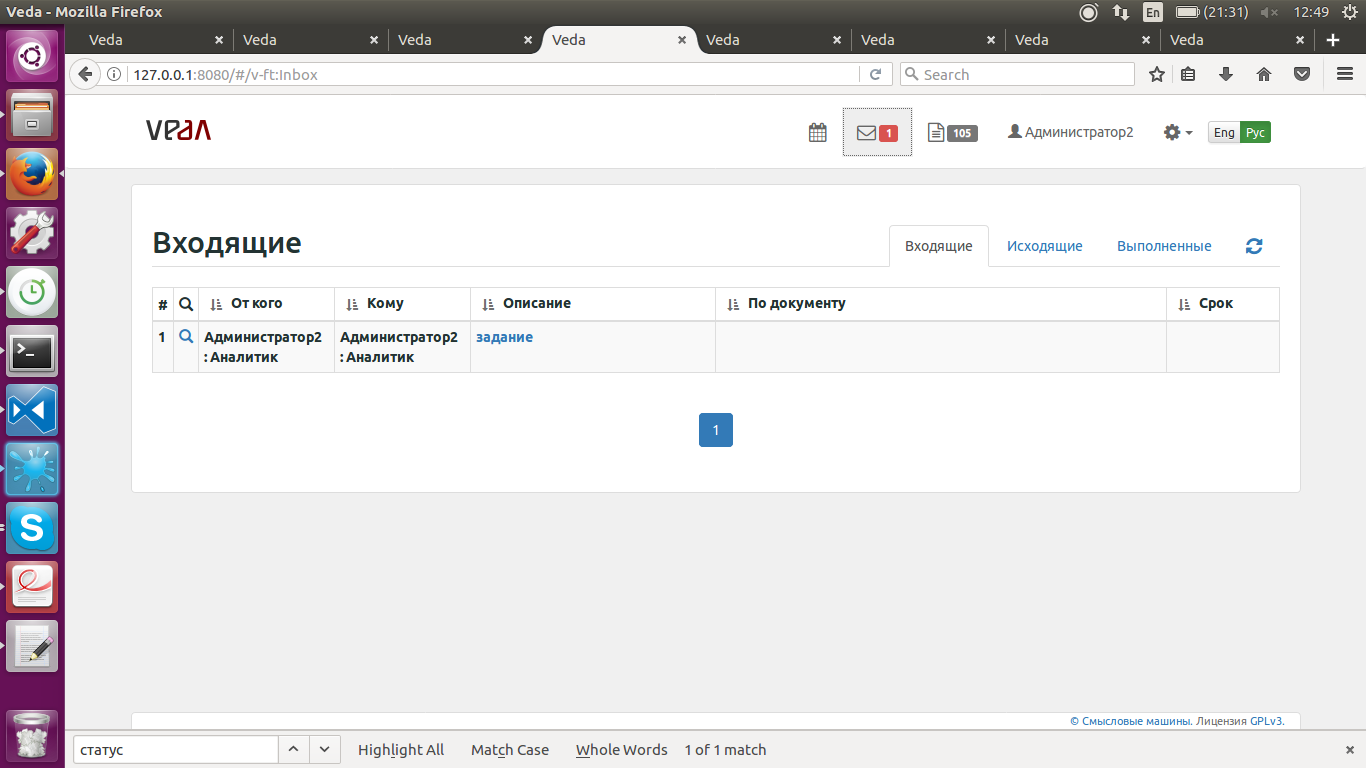 Veda - Mozilla Firefox
En (21:31) 12:49
Veda Veda Veda Veda Veda Veda Veda Veda
127.0.0.1:8080/#/v-ft:Inbox Search
veda 1 105 Администратор2 Eng Рус
Входящие Входящие Исходящие Выполненные
# От кого Кому Описание По документу Срок
1 Администратор2 Администратор2 задание
: Аналитик : Аналитик
1
© Смысловые машины. Лицензия GPLv3.
статус Highlight All Match Case Whole Words 1 of 1 match